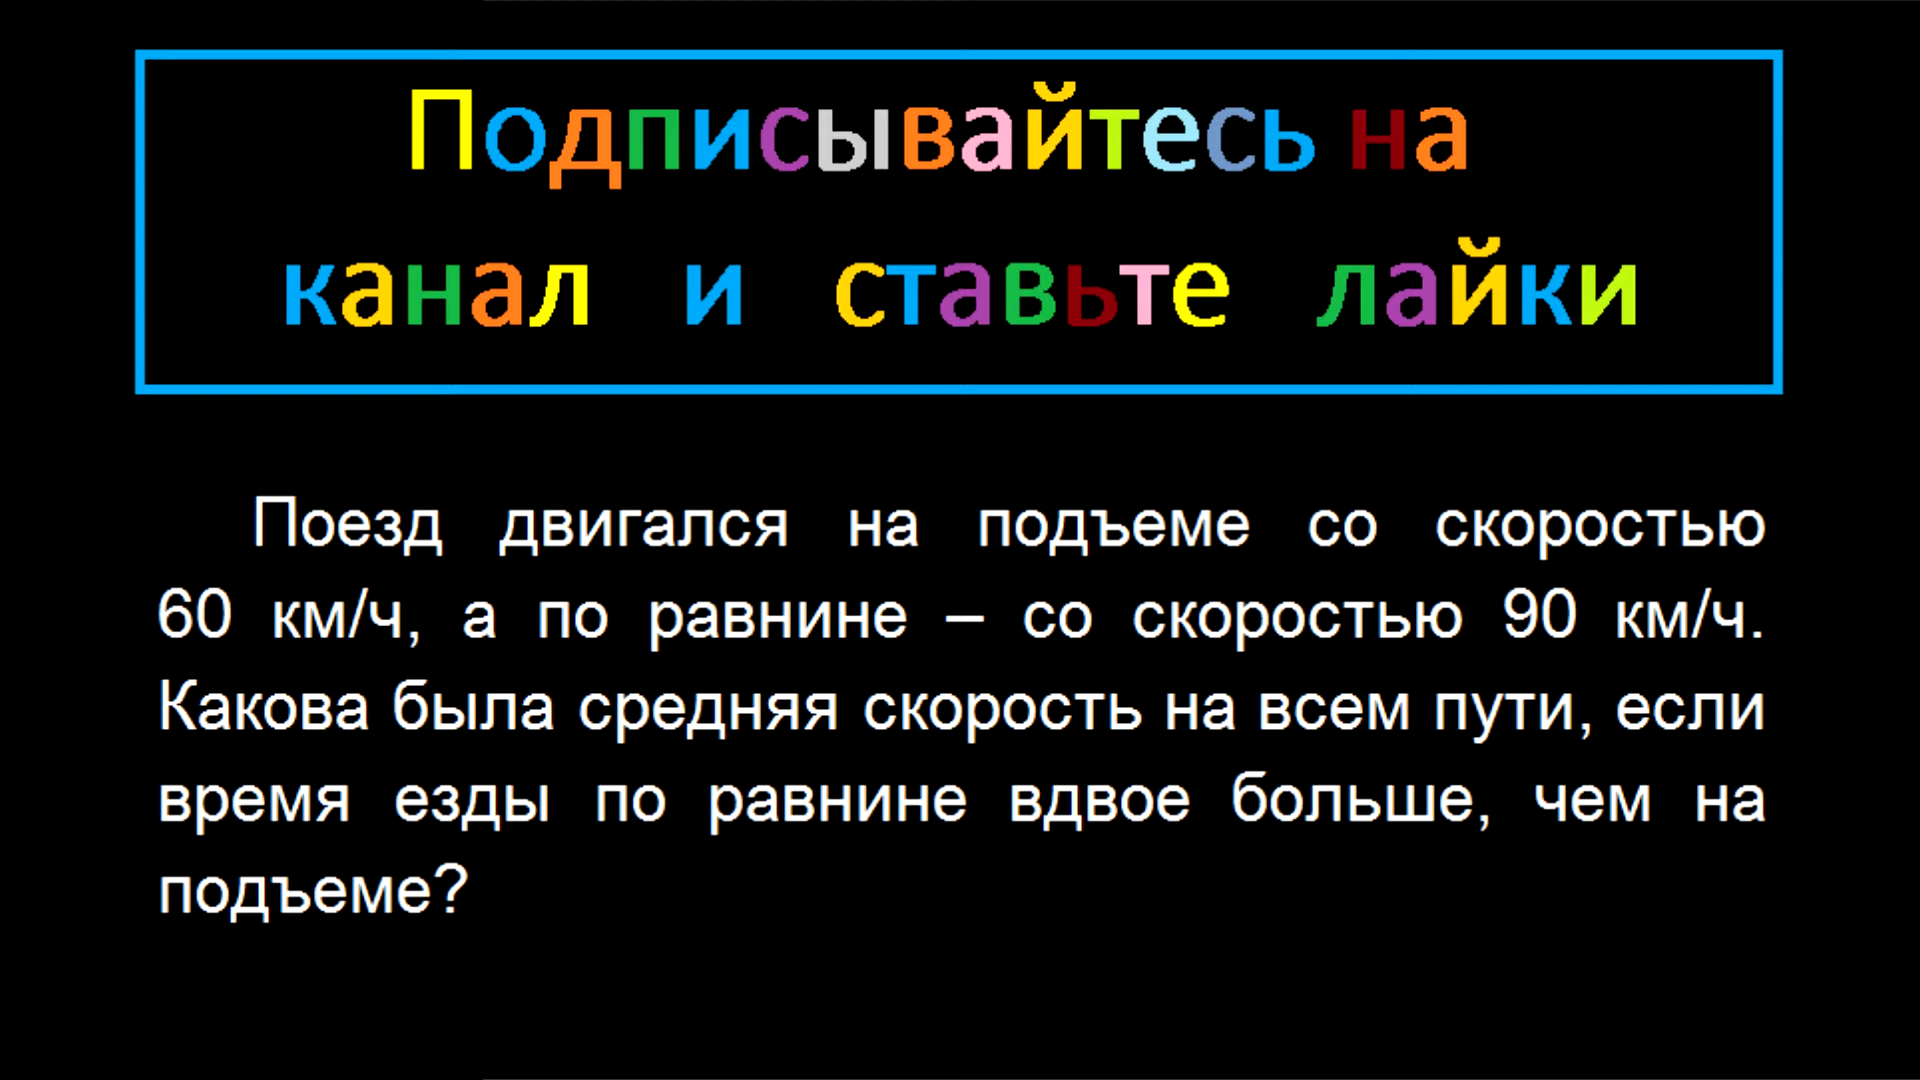 Подписывайтесь на
канал и ставьте лайки
Поезд двигался на подъеме со скоростью
60 км/ч, а по равнине – со скоростью 90 км/ч.
Какова была средняя скорость на всем пути, если
время езды по равнине вдвое больше, чем на
подъеме?